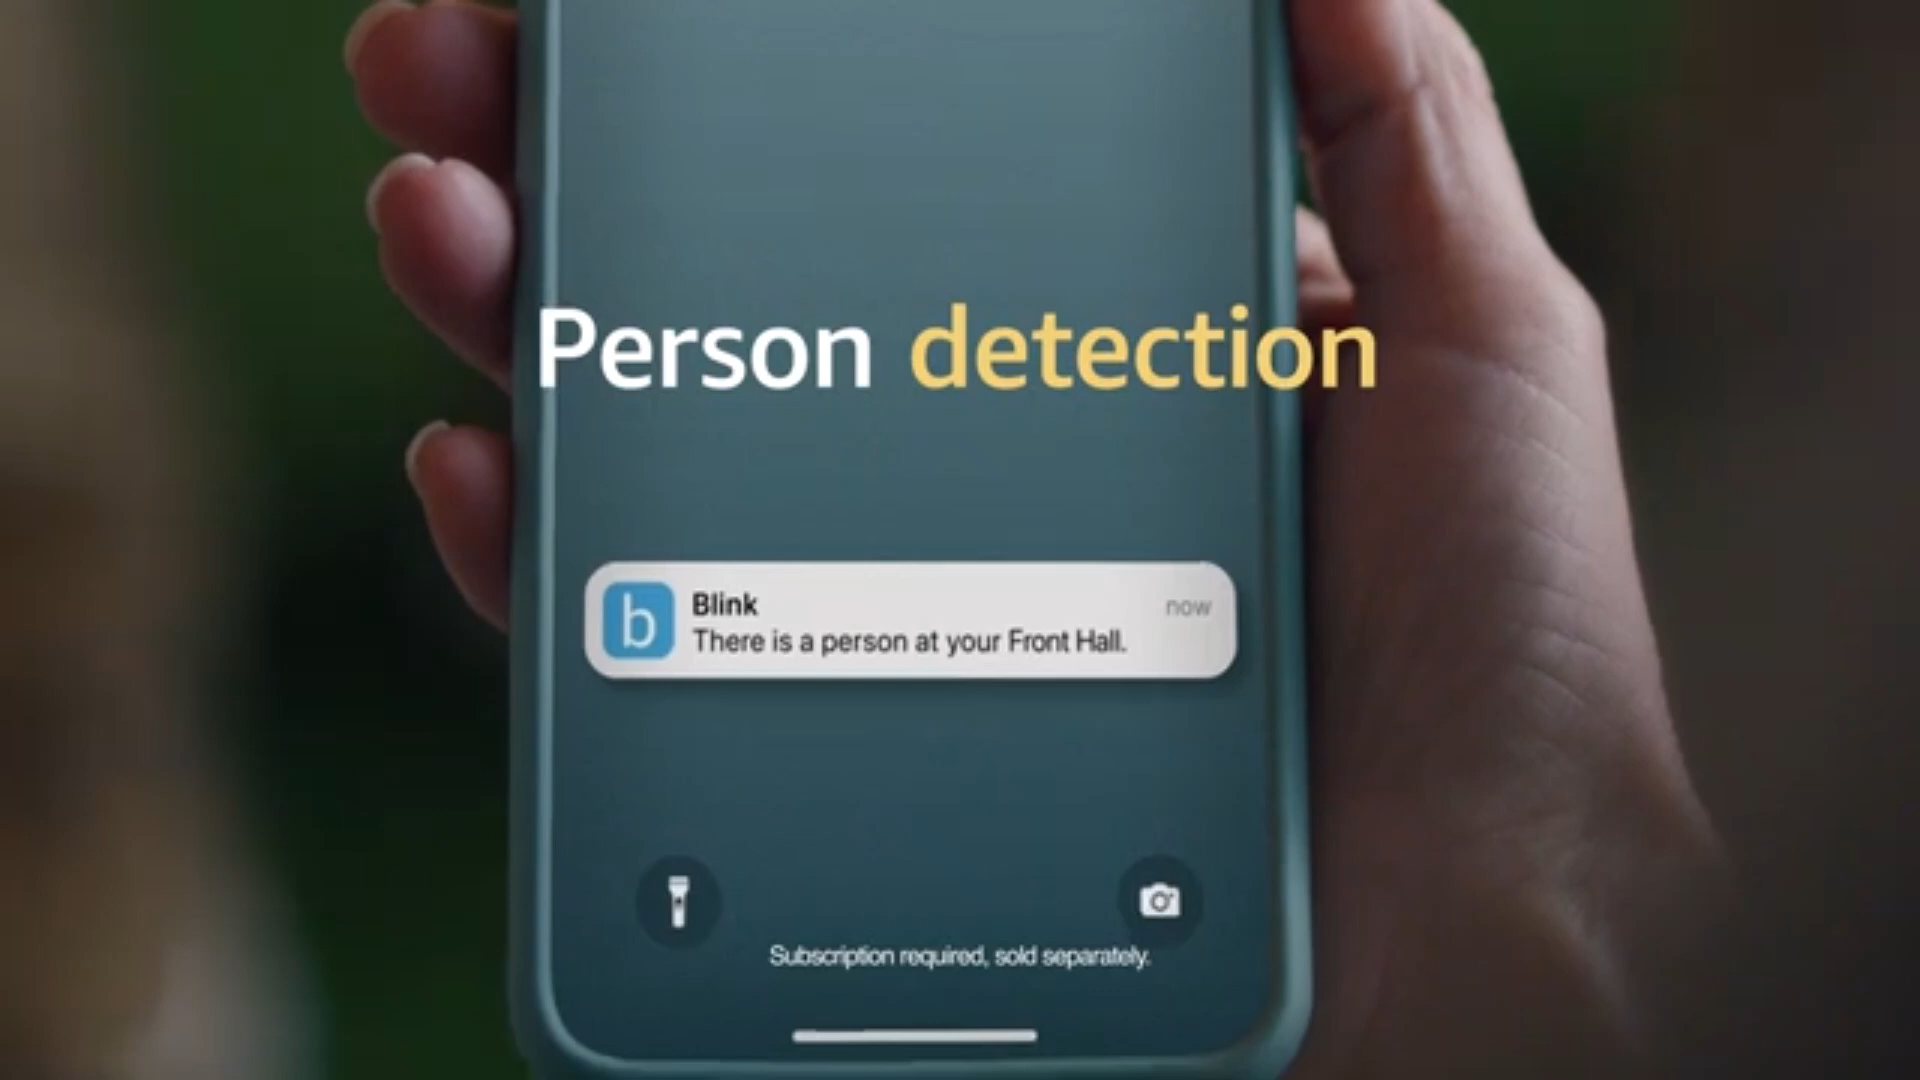 Person detection
b
Blink
now
There is a person at your Front Hall.
Subscription required, sold separately.